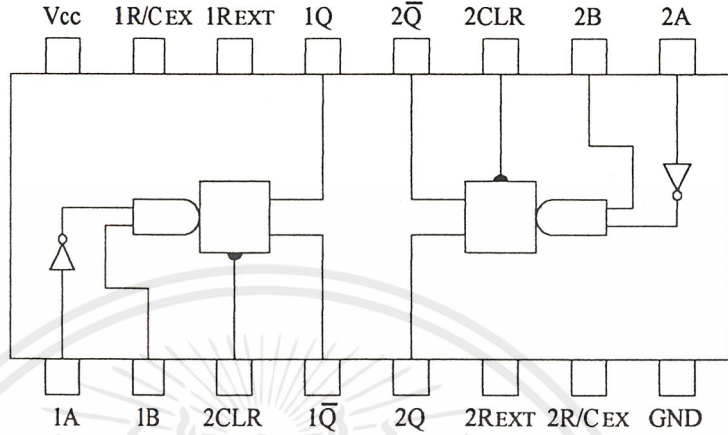 Vcc 1R/CEX 1REXT 1Q 2Q̅ 2CLR 2B 2A
1A 1B 2CLR 1Q̅ 2Q 2REXT 2R/CEX GND